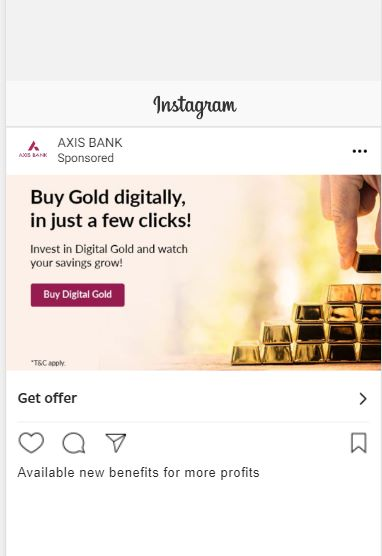 Instagram
AXIS BANK
AXIS BANK
Sponsored
Buy Gold digitally,
in just a few clicks!
Invest in Digital Gold and watch
your savings grow!
Buy Digital Gold
*T&C apply.
Get offer
Available new benefits for more profits